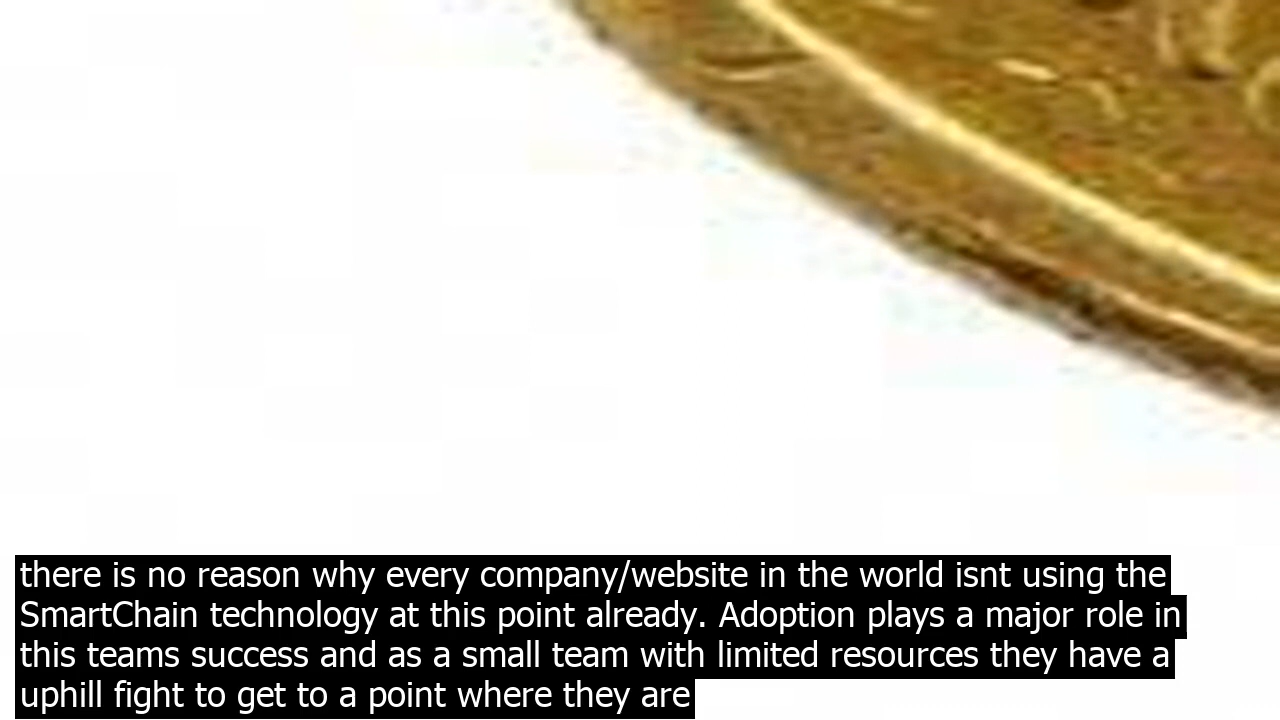 there is no reason why every company/website in the world isnt using the
SmartChain technology at this point already. Adoption plays a major role in
this teams success and as a small team with limited resources they have a
uphill fight to get to a point where they are